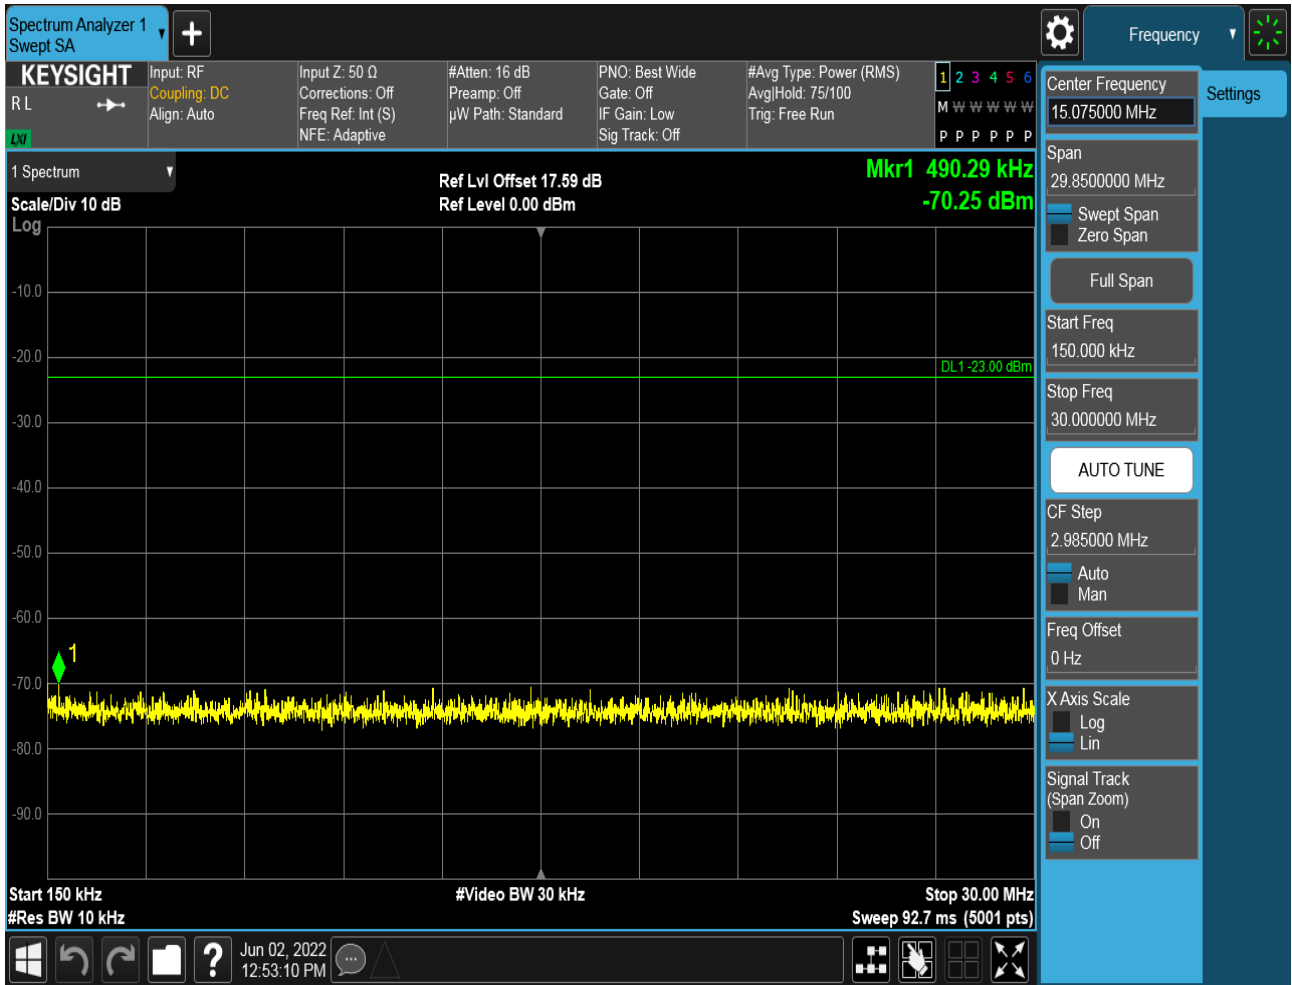 Spectrum Analyzer 1
Swept SA
Frequency
KEYSIGHT
R L
LXI
Input: RF
Coupling: DC
Align: Auto
Input Z: 50 Ω
Corrections: Off
Freq Ref: Int (S)
NFE: Adaptive
#Atten: 16 dB
Preamp: Off
µW Path: Standard
PNO: Best Wide
Gate: Off
IF Gain: Low
Sig Track: Off
#Avg Type: Power (RMS)
Avg|Hold: 75/100
Trig: Free Run
1 2 3 4 5 6
M W W W W W
P P P P P P
Center Frequency
15.075000 MHz
Settings
Span
29.8500000 MHz
Swept Span
Zero Span
Full Span
Start Freq
150.000 kHz
Stop Freq
30.000000 MHz
AUTO TUNE
CF Step
2.985000 MHz
Auto
Man
Freq Offset
0 Hz
X Axis Scale
Log
Lin
Signal Track
(Span Zoom)
On
Off
1 Spectrum
Scale/Div 10 dB
Log
Ref Lvl Offset 17.59 dB
Ref Level 0.00 dBm
Mkr1 490.29 kHz
-70.25 dBm
-10.0
-20.0
DL1 -23.00 dBm
-30.0
-40.0
-50.0
-60.0
1
-70.0
-80.0
-90.0
Start 150 kHz
#Video BW 30 kHz
Stop 30.00 MHz
#Res BW 10 kHz
Sweep 92.7 ms (5001 pts)
?
Jun 02, 2022
12:53:10 PM